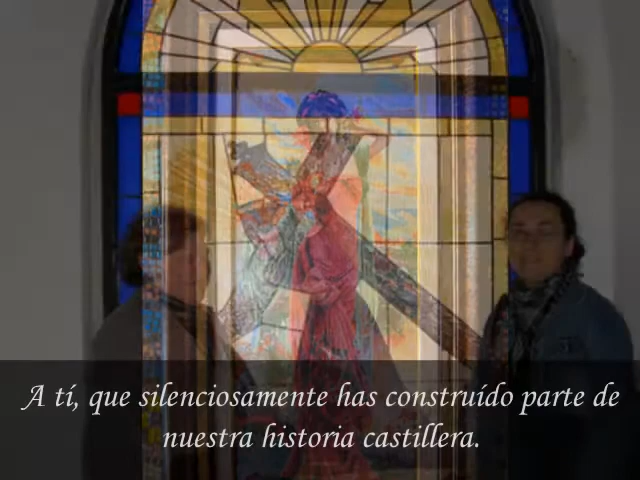 A tí, que silenciosamente has construído parte de
nuestra historia castillera.